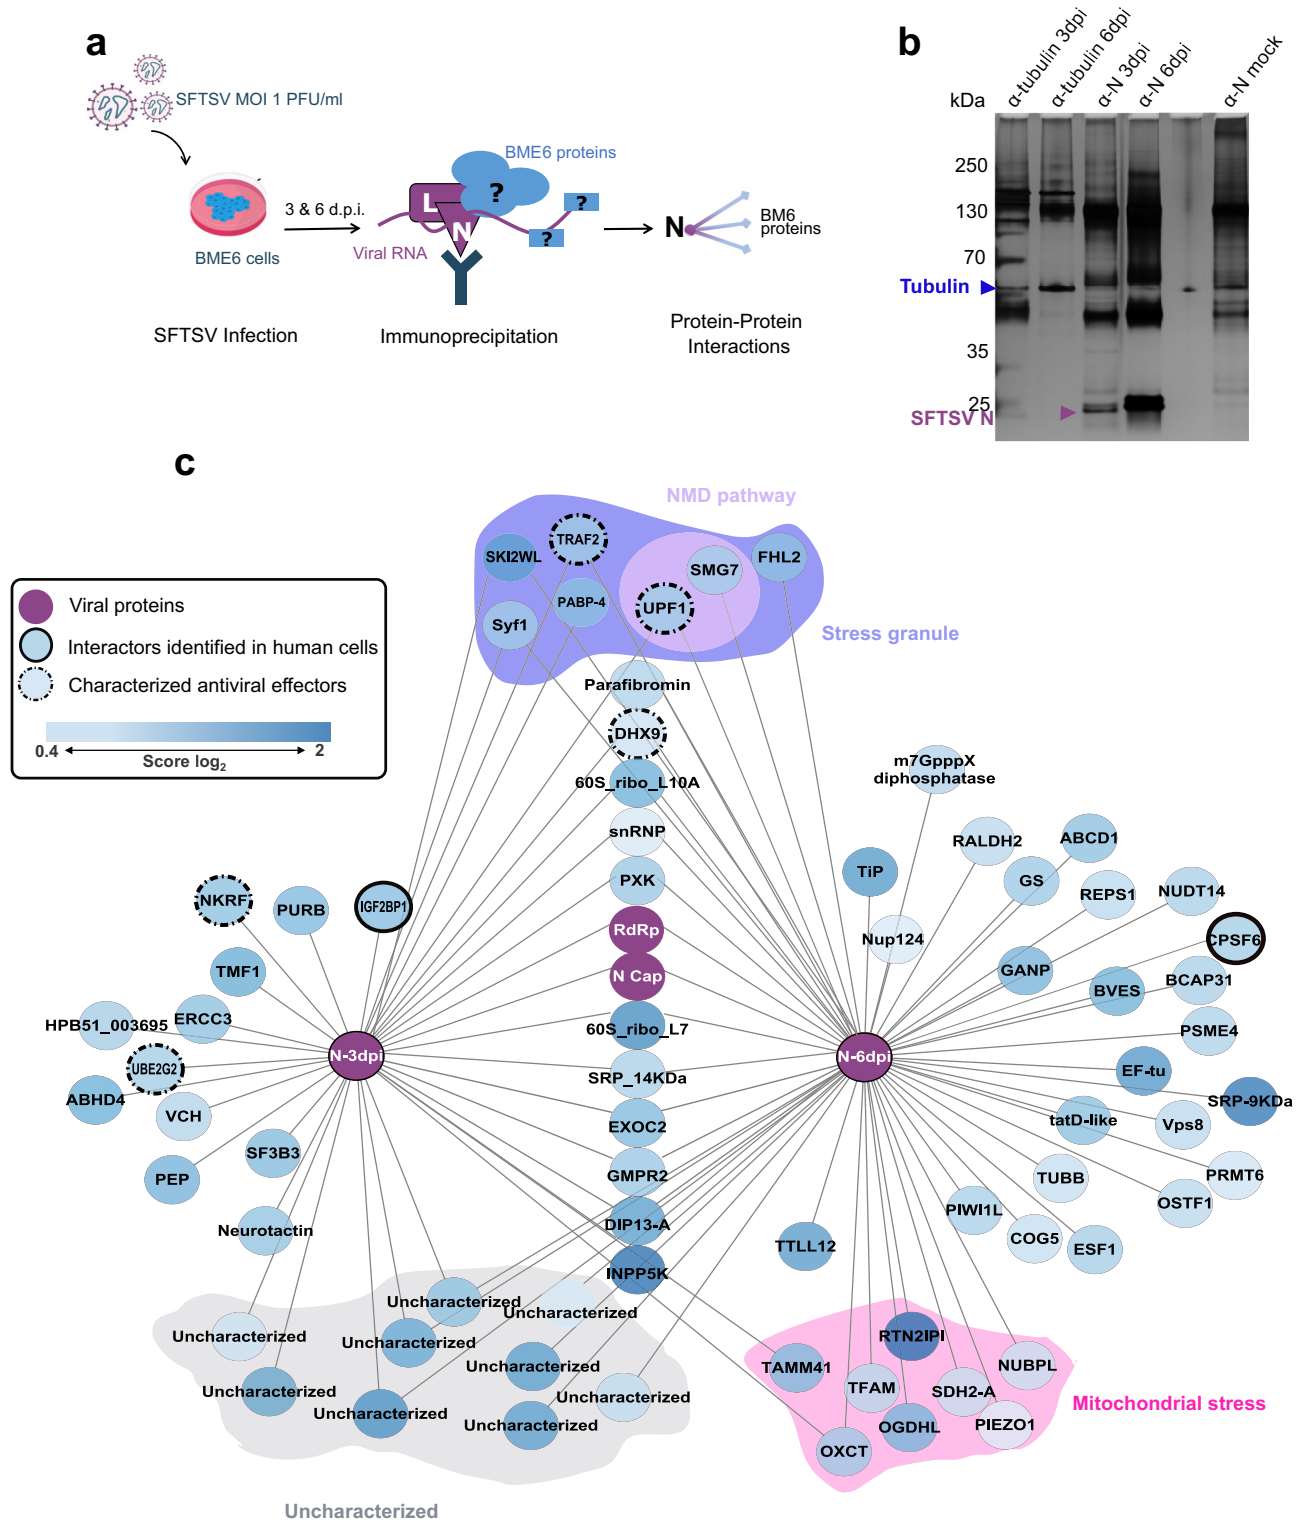 a
SFTSV MOI 1 PFU/ml
BME6 cells
3 & 6 d.p.i.
BME6 proteins
L
N
?
?
?
Viral RNA
N
BM6
proteins
SFTSV Infection
Immunoprecipitation
Protein-Protein
Interactions
b
kDa
α-tubulin 3dpi
α-tubulin 6dpi
α-N 3dpi
α-N 6dpi
α-N mock
250
130
70
Tubulin
35
25
SFTSV N
c
Viral proteins
Interactors identified in human cells
Characterized antiviral effectors
0.4
2
Score log2
NMD pathway
Stress granule
SKI2WL
TRAF2
SMG7
FHL2
PABP-4
UPF1
Syf1
Parafibromin
DHX9
60S_ribo_L10A
snRNP
PXK
RdRp
N Cap
60S_ribo_L7
SRP_14KDa
EXOC2
GMPR2
DIP13-A
INPP5K
NKRF
PURB
IGF2BP1
TMF1
HPB51_003695
ERCC3
N-3dpi
UBE2G2
ABHD4
VCH
SF3B3
PEP
Neurotactin
m7GpppX
diphosphatase
RALDH2
ABCD1
TiP
GS
REPS1
NUDT14
Nup124
CPSF6
GANP
BVES
BCAP31
PSME4
N-6dpi
EF-tu
SRP-9KDa
tatD-like
Vps8
TUBB
PRMT6
OSTF1
PIWI1L
COG5
ESF1
TTLL12
Uncharacterized
Uncharacterized
Uncharacterized
Uncharacterized
Uncharacterized
Uncharacterized
Uncharacterized
Uncharacterized
Uncharacterized
Uncharacterized
RTN2IPI
TAMM41
NUBPL
TFAM
SDH2-A
OGDHL
PIEZO1
OXCT
Mitochondrial stress